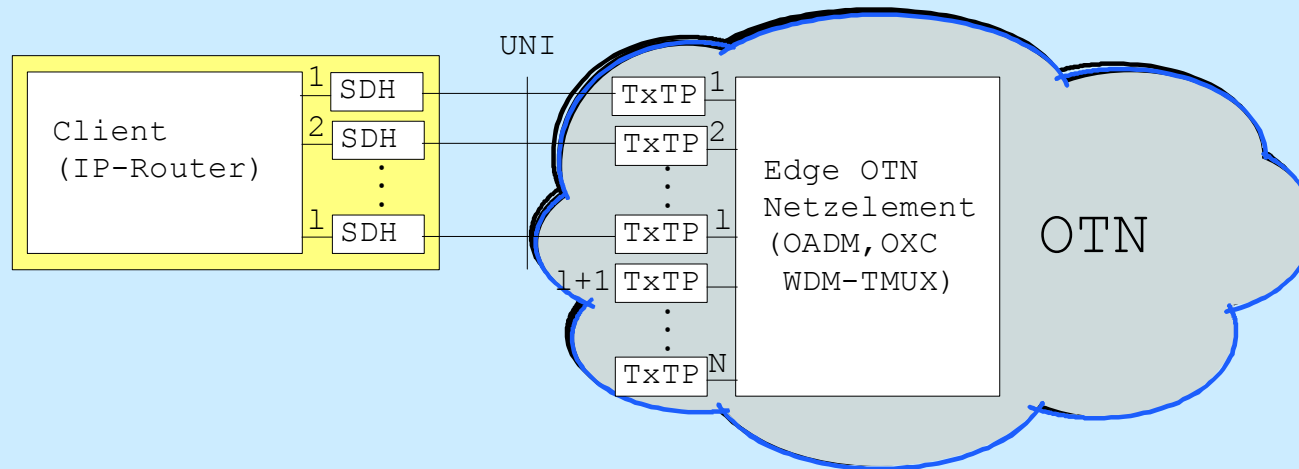 UNI
1
SDH
2
SDH
l
SDH
Client
(IP-Router)
TxTP
1
TxTP
2
TxTP
l
l+1
TxTP
TxTP
N
Edge OTN
Netzelement
(OADM,OXC
WDM-TMUX)
OTN